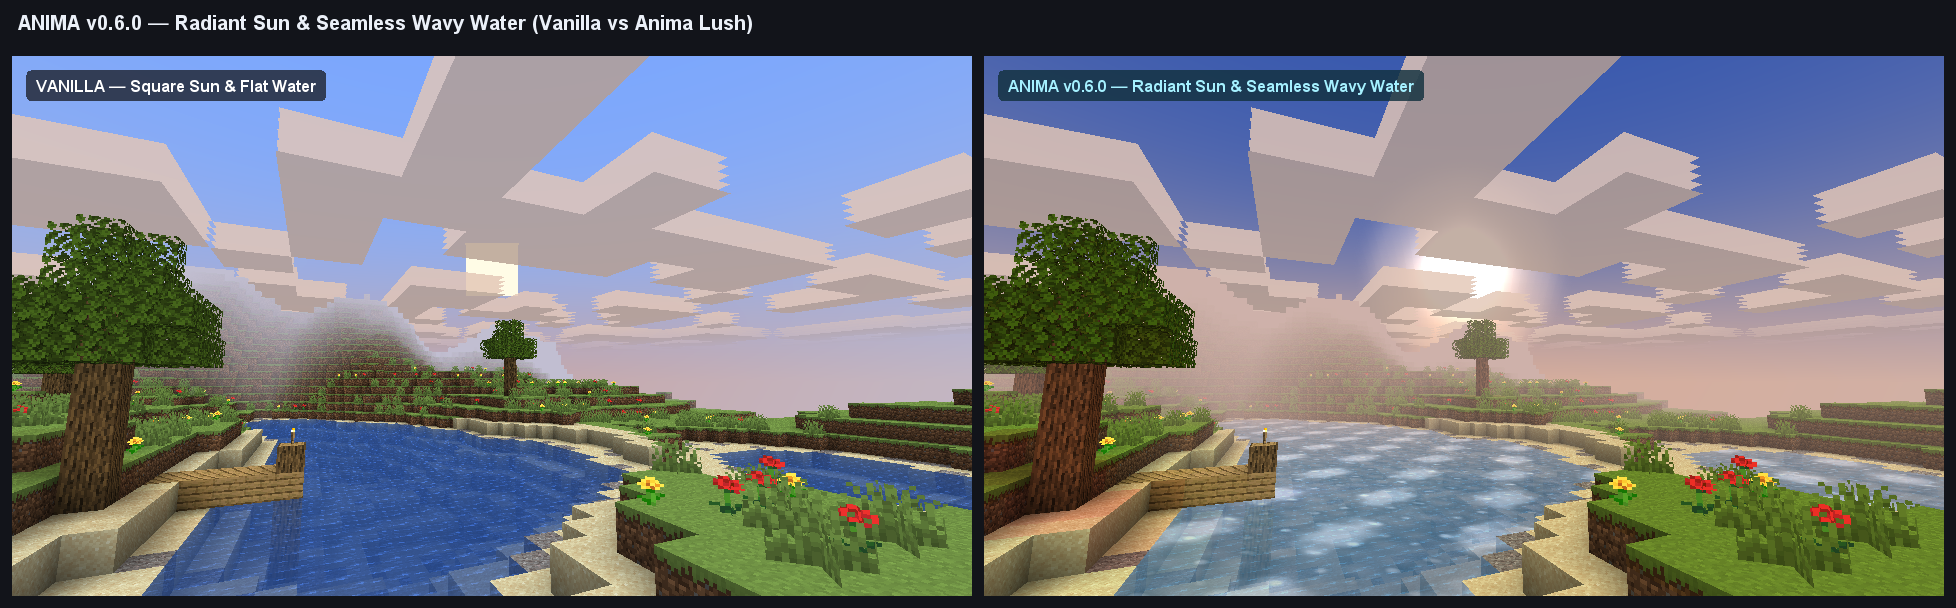 ANIMA v0.6.0 — Radiant Sun & Seamless Wavy Water (Vanilla vs Anima Lush)
VANILLA — Square Sun & Flat Water
ANIMA v0.6.0 — Radiant Sun & Seamless Wavy Water